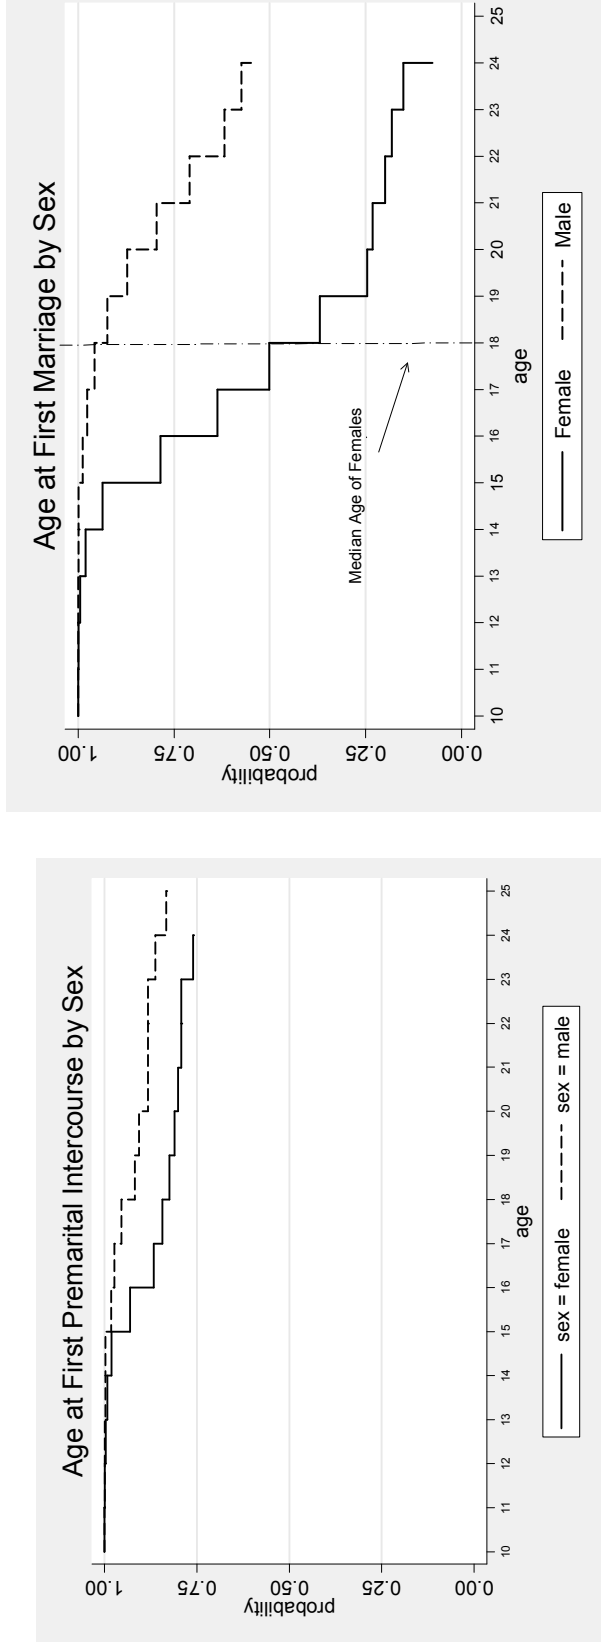 Age at First Premarital Intercourse by Sex
probability
1.00
0.75
0.50
0.25
0.00
10 11 12 13 14 15 16 17 18 19 20 21 22 23 24 25
age
sex = female sex = male
Age at First Marriage by Sex
probability
1.00
0.75
0.50
0.25
0.00
Median Age of Females
10 11 12 13 14 15 16 17 18 19 20 21 22 23 24 25
age
Female Male